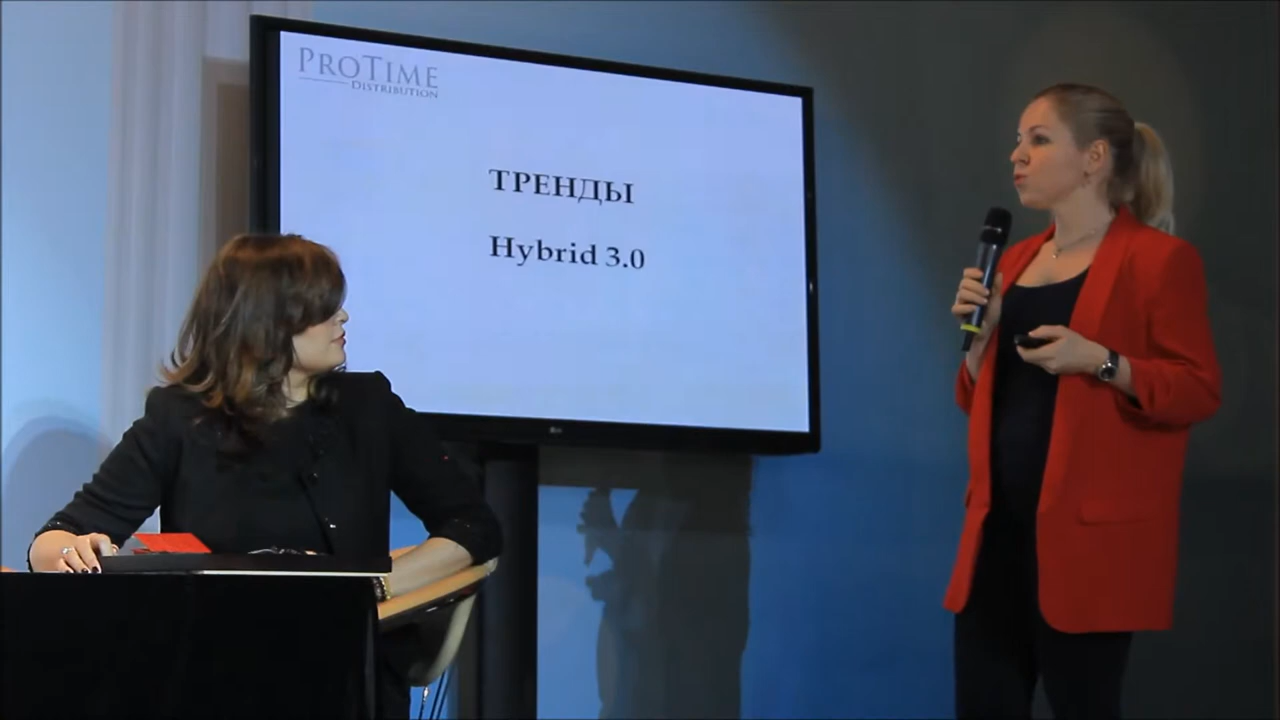 PROTIME
DISTRIBUTION
ТРЕНДЫ
Hybrid 3.0
LG